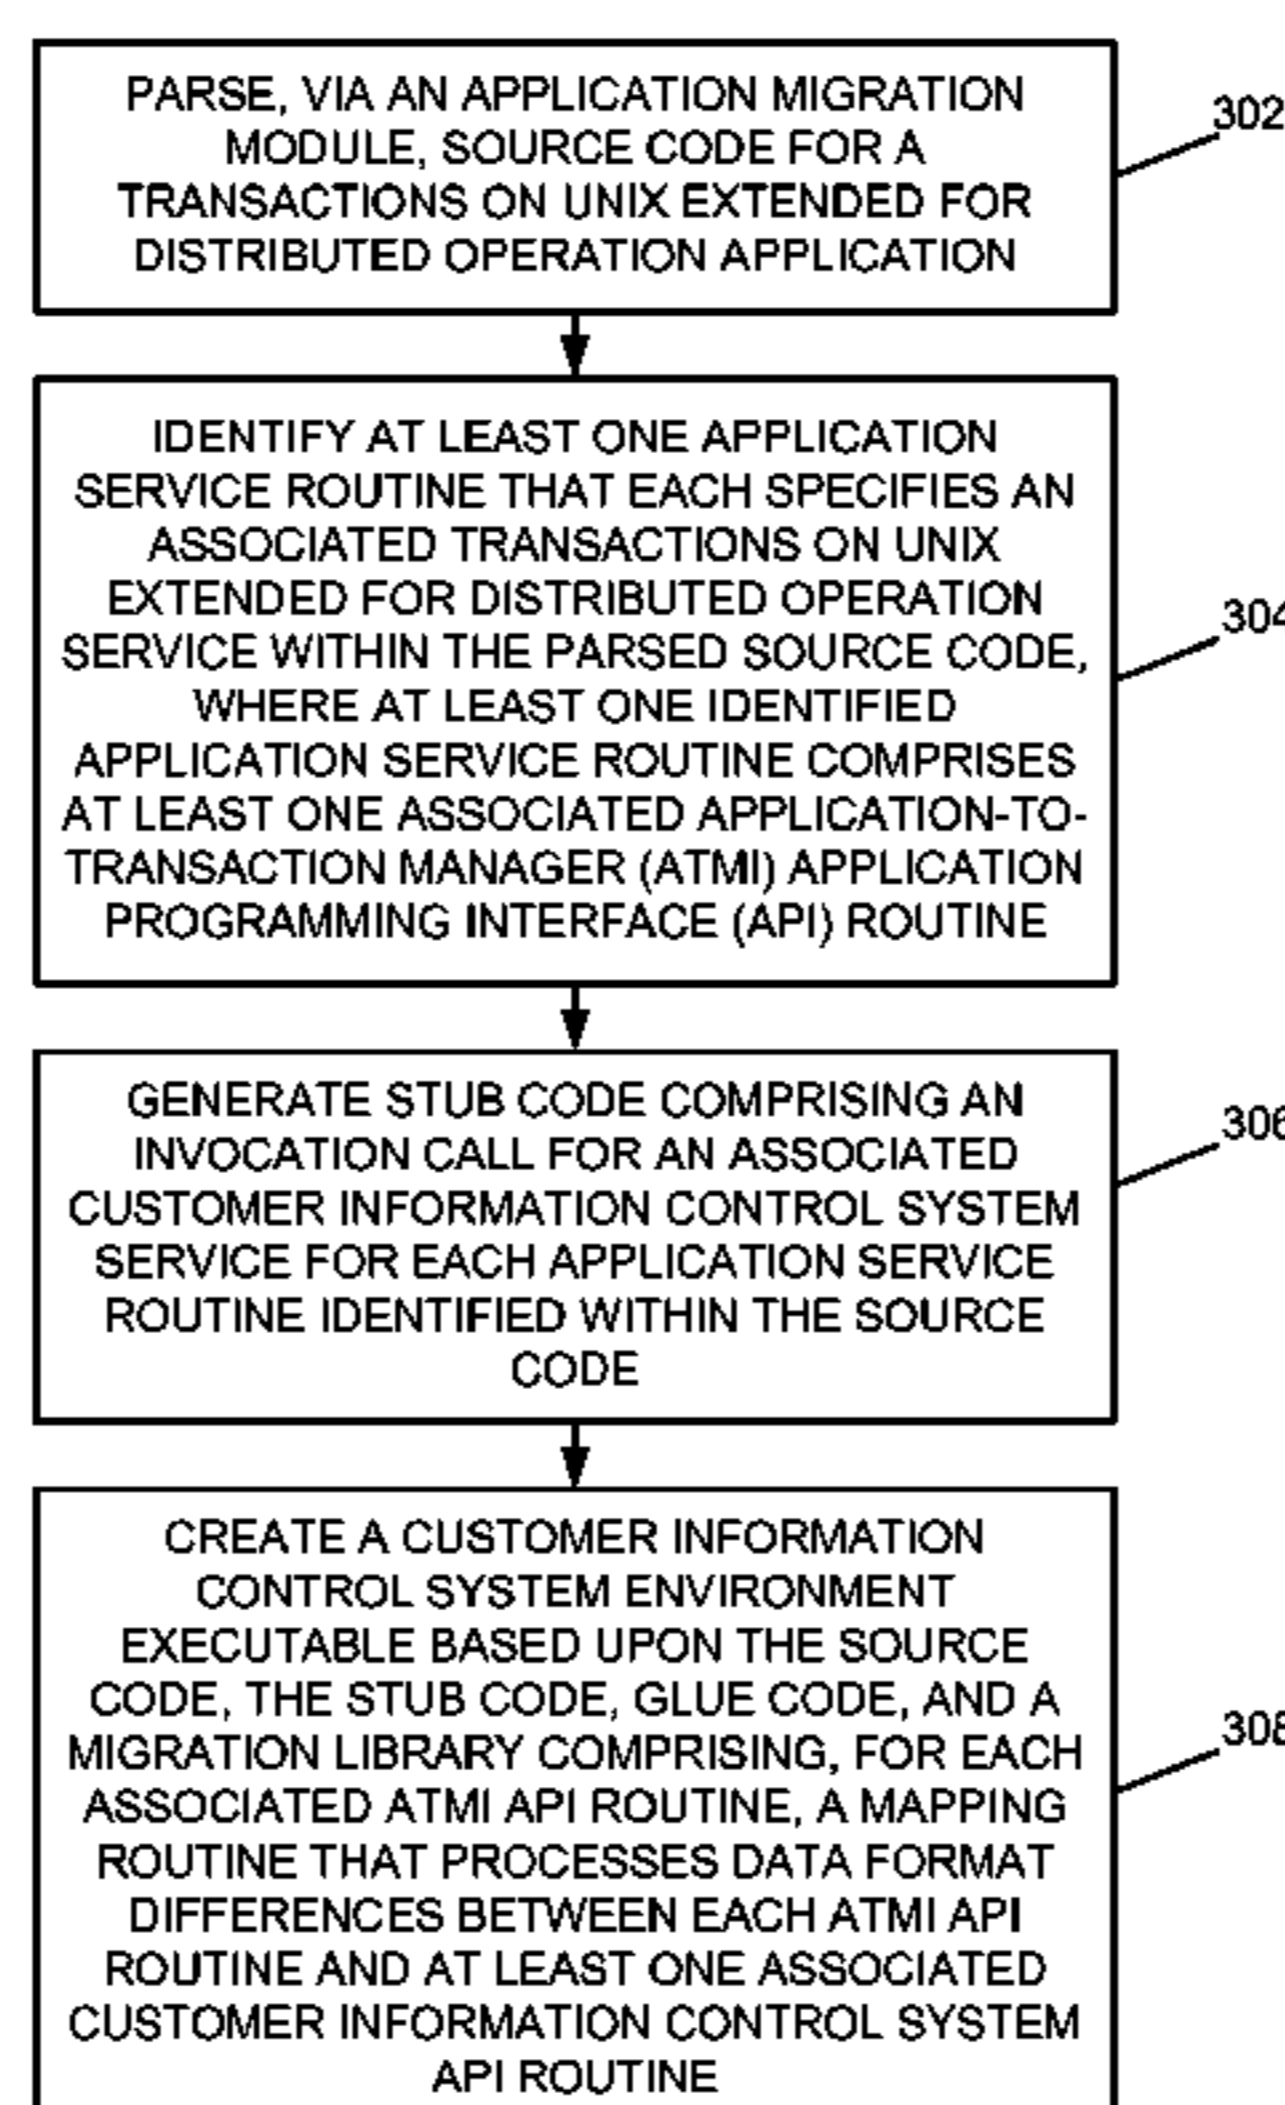 PARSE, VIA AN APPLICATION MIGRATION
MODULE, SOURCE CODE FOR A
TRANSACTIONS ON UNIX EXTENDED FOR
DISTRIBUTED OPERATION APPLICATION
302
IDENTIFY AT LEAST ONE APPLICATION
SERVICE ROUTINE THAT EACH SPECIFIES AN
ASSOCIATED TRANSACTIONS ON UNIX
EXTENDED FOR DISTRIBUTED OPERATION
SERVICE WITHIN THE PARSED SOURCE CODE,
WHERE AT LEAST ONE IDENTIFIED
APPLICATION SERVICE ROUTINE COMPRISES
AT LEAST ONE ASSOCIATED APPLICATION-TO-
TRANSACTION MANAGER (ATMI) APPLICATION
PROGRAMMING INTERFACE (API) ROUTINE
304
GENERATE STUB CODE COMPRISING AN
INVOCATION CALL FOR AN ASSOCIATED
CUSTOMER INFORMATION CONTROL SYSTEM
SERVICE FOR EACH APPLICATION SERVICE
ROUTINE IDENTIFIED WITHIN THE SOURCE
CODE
306
CREATE A CUSTOMER INFORMATION
CONTROL SYSTEM ENVIRONMENT
EXECUTABLE BASED UPON THE SOURCE
CODE, THE STUB CODE, GLUE CODE, AND A
MIGRATION LIBRARY COMPRISING, FOR EACH
ASSOCIATED ATMI API ROUTINE, A MAPPING
ROUTINE THAT PROCESSES DATA FORMAT
DIFFERENCES BETWEEN EACH ATMI API
ROUTINE AND AT LEAST ONE ASSOCIATED
CUSTOMER INFORMATION CONTROL SYSTEM
API ROUTINE
308